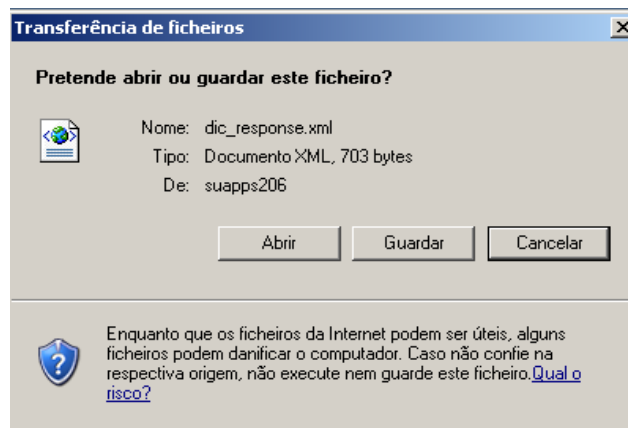 Transferência de ficheiros
Pretende abrir ou guardar este ficheiro?
Nome: dic_response.xml
Tipo: Documento XML, 703 bytes
De: suapps206
Abrir Guardar Cancelar
Enquanto que os ficheiros da Internet podem ser úteis, alguns
ficheiros podem danificar o computador. Caso não confie na
respectiva origem, não execute nem guarde este ficheiro.Qual o
risco?